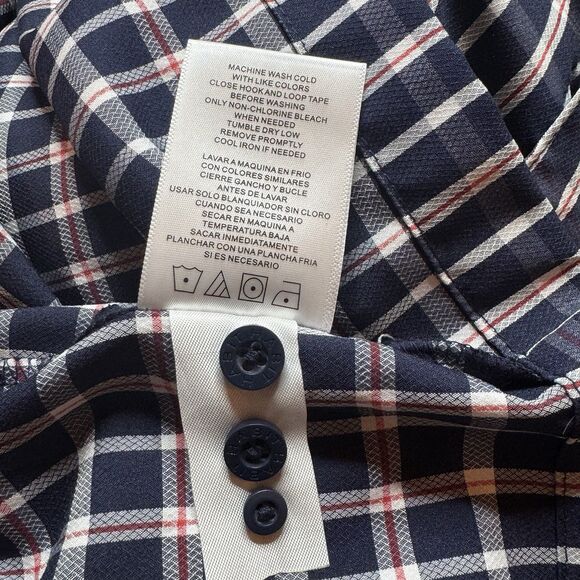 MACHINE WASH COLD
WITH LIKE COLORS
CLOSE HOOK AND LOOP TAPE
BEFORE WASHING
ONLY NON-CHLORINE BLEACH
WHEN NEEDED
TUMBLE DRY LOW
REMOVE PROMPTLY
COOL IRON IF NEEDED
LAVAR A MAQUINA EN FRIO
CON COLORES SIMILARES
CIERRE GANCHO Y BUCLE
ANTES DE LAVAR
USAR SOLO BLANQUIADOR SIN CLORO
CUANDO SEA NECESARIO
SECAR EN MAQUINA A
TEMPERATURA BAJA
SACAR IMMEDIATAMENTE
PLANCHAR CON UNA PLANCHA FRIA
SI ES NECESARIO